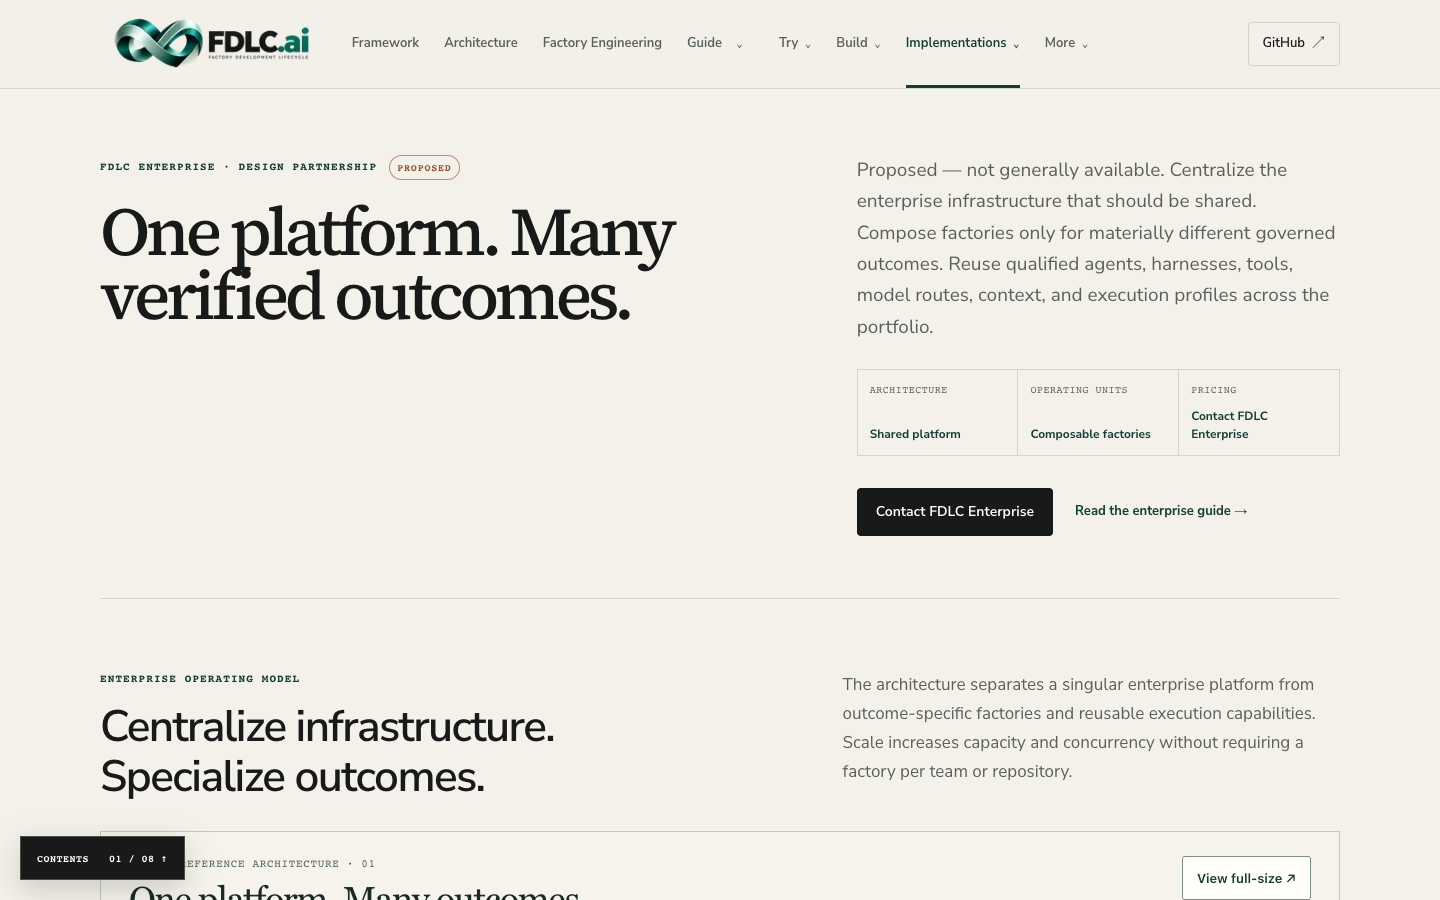 FDLC.ai
FACTORY DEVELOPMENT LIFECYCLE
Framework
Architecture
Factory Engineering
Guide
Try
Build
Implementations
More
GitHub ↗
FDLC ENTERPRISE · DESIGN PARTNERSHIP
PROPOSED
One platform. Many
verified outcomes.
Proposed — not generally available. Centralize the
enterprise infrastructure that should be shared.
Compose factories only for materially different governed
outcomes. Reuse qualified agents, harnesses, tools,
model routes, context, and execution profiles across the
portfolio.
ARCHITECTURE
Shared platform
OPERATING UNITS
Composable factories
PRICING
Contact FDLC
Enterprise
Contact FDLC Enterprise
Read the enterprise guide →
ENTERPRISE OPERATING MODEL
Centralize infrastructure.
Specialize outcomes.
The architecture separates a singular enterprise platform from
outcome-specific factories and reusable execution capabilities.
Scale increases capacity and concurrency without requiring a
factory per team or repository.
EFERENCE ARCHITECTURE · 01
One platform. Many outcomes.
View full-size ↗
CONTENTS 01 / 08 ↑